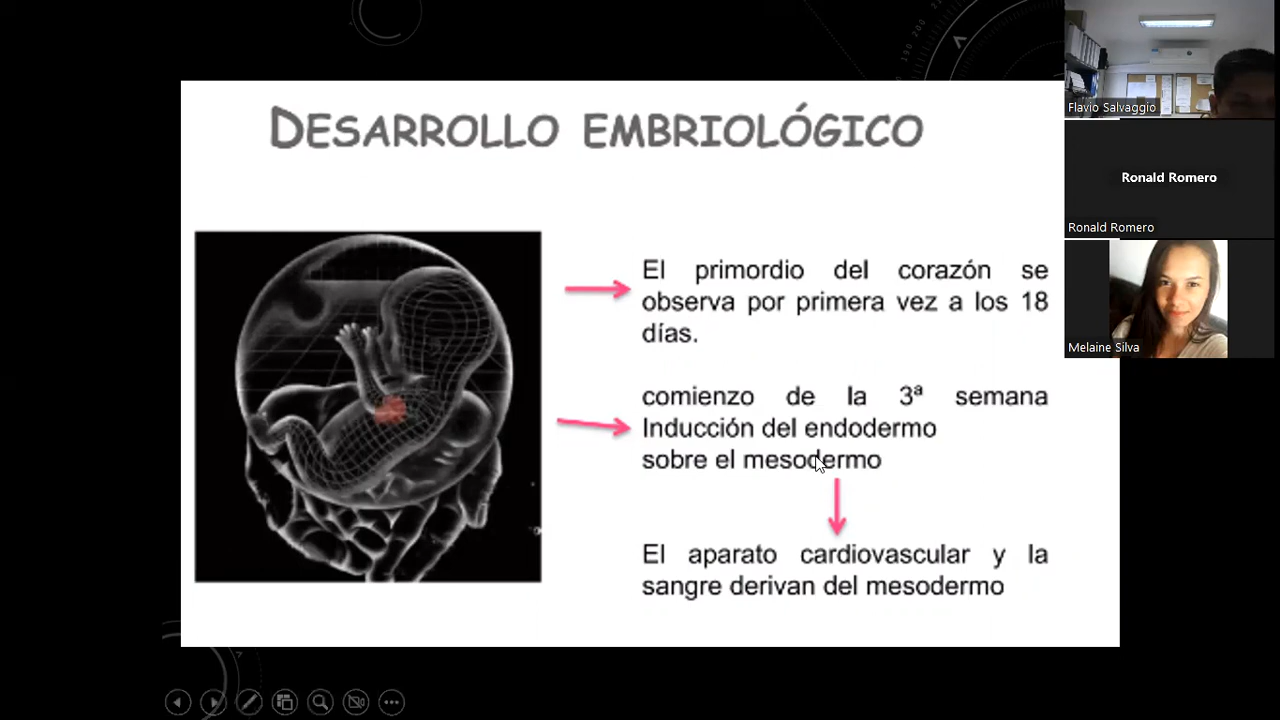 DESARROLLO EMBRIOLÓGICO
El primordio del corazón se
observa por primera vez a los 18
días.
comienzo de la 3ª semana
Inducción del endodermo
sobre el mesodermo
El aparato cardiovascular y la
sangre derivan del mesodermo
Flavio Salvaggio
Ronald Romero
Ronald Romero
Melaine Silva